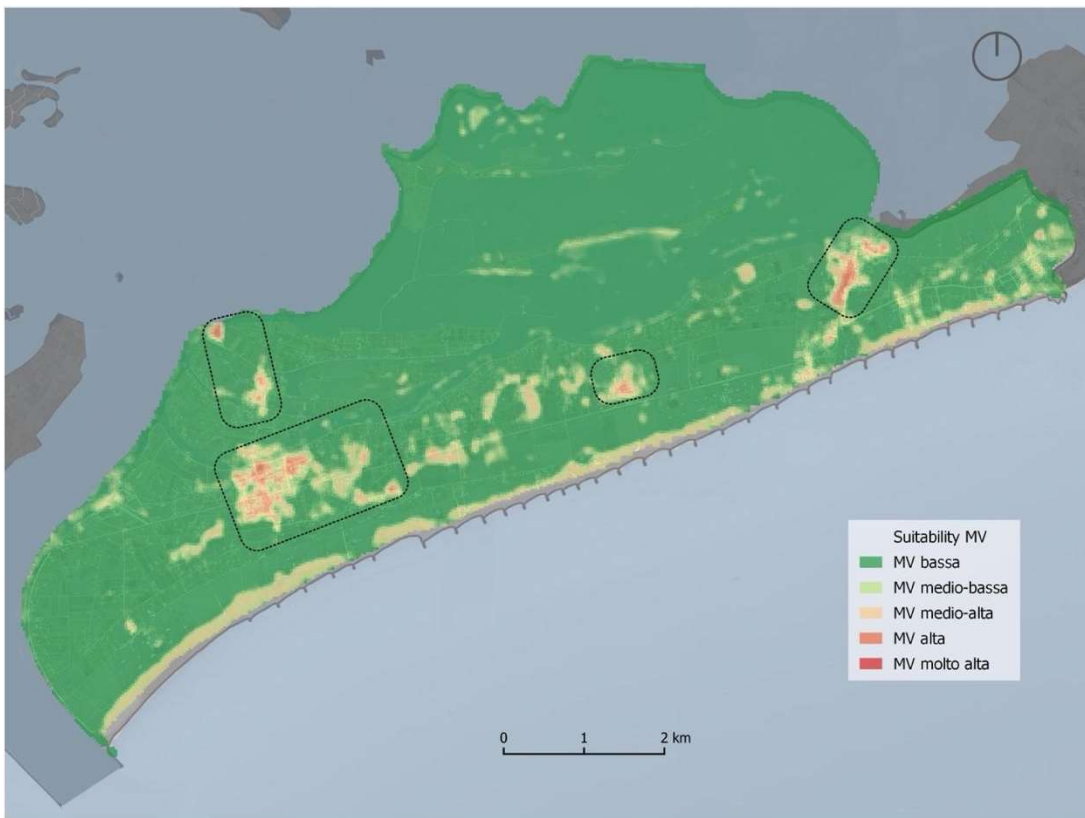 Suitability MV
MV bassa
MV medio-bassa
MV medio-alta
MV alta
MV molto alta
0 1 2 km